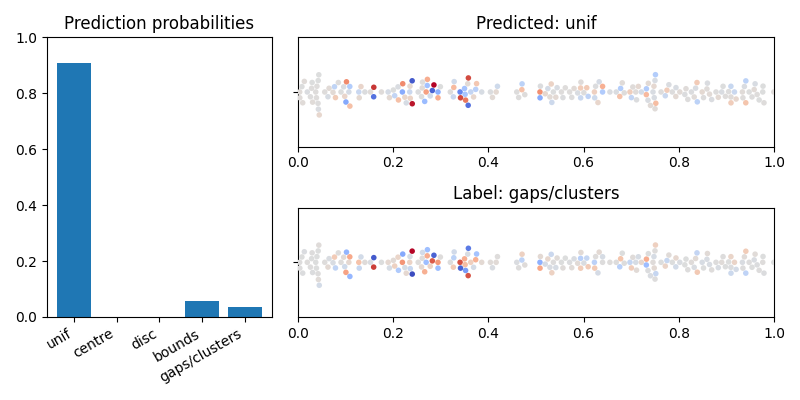 Prediction probabilities
1.0
0.8
0.6
0.4
0.2
0.0
unif
centre
disc
bounds
gaps/clusters
Predicted: unif
0.0 0.2 0.4 0.6 0.8 1.0
Label: gaps/clusters
0.0 0.2 0.4 0.6 0.8 1.0